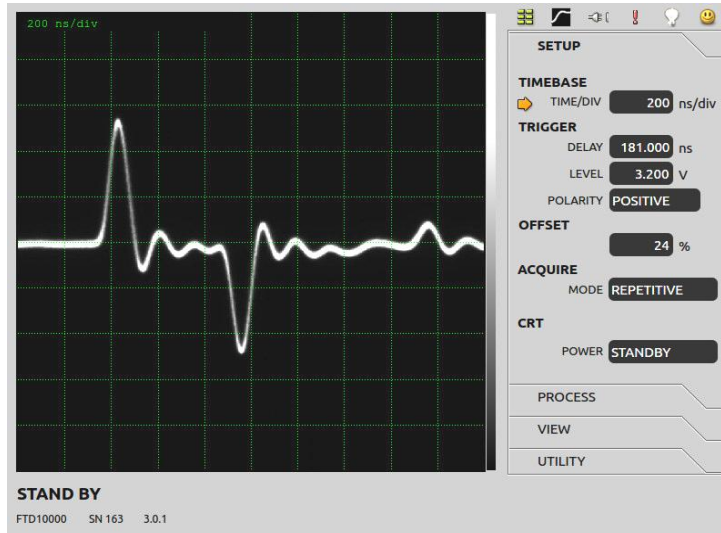 200 ns/div
SETUP
TIMEBASE
TIME/DIV 200 ns/div
TRIGGER
DELAY 181.000 ns
LEVEL 3.200 V
POLARITY POSITIVE
OFFSET
24 %
ACQUIRE
MODE REPETITIVE
CRT
POWER STANDBY
PROCESS
VIEW
UTILITY
STAND BY
FTD10000 SN 163 3.0.1